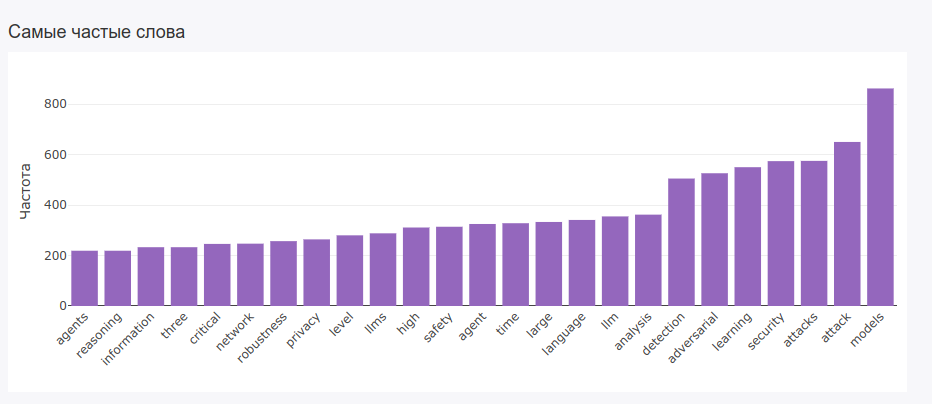 Самые частые слова
Частота
800
600
400
200
0
agents
reasoning
information
three
critical
network
robustness
privacy
level
llms
high
safety
agent
time
large
language
llm
analysis
detection
adversarial
learning
security
attacks
attack
models